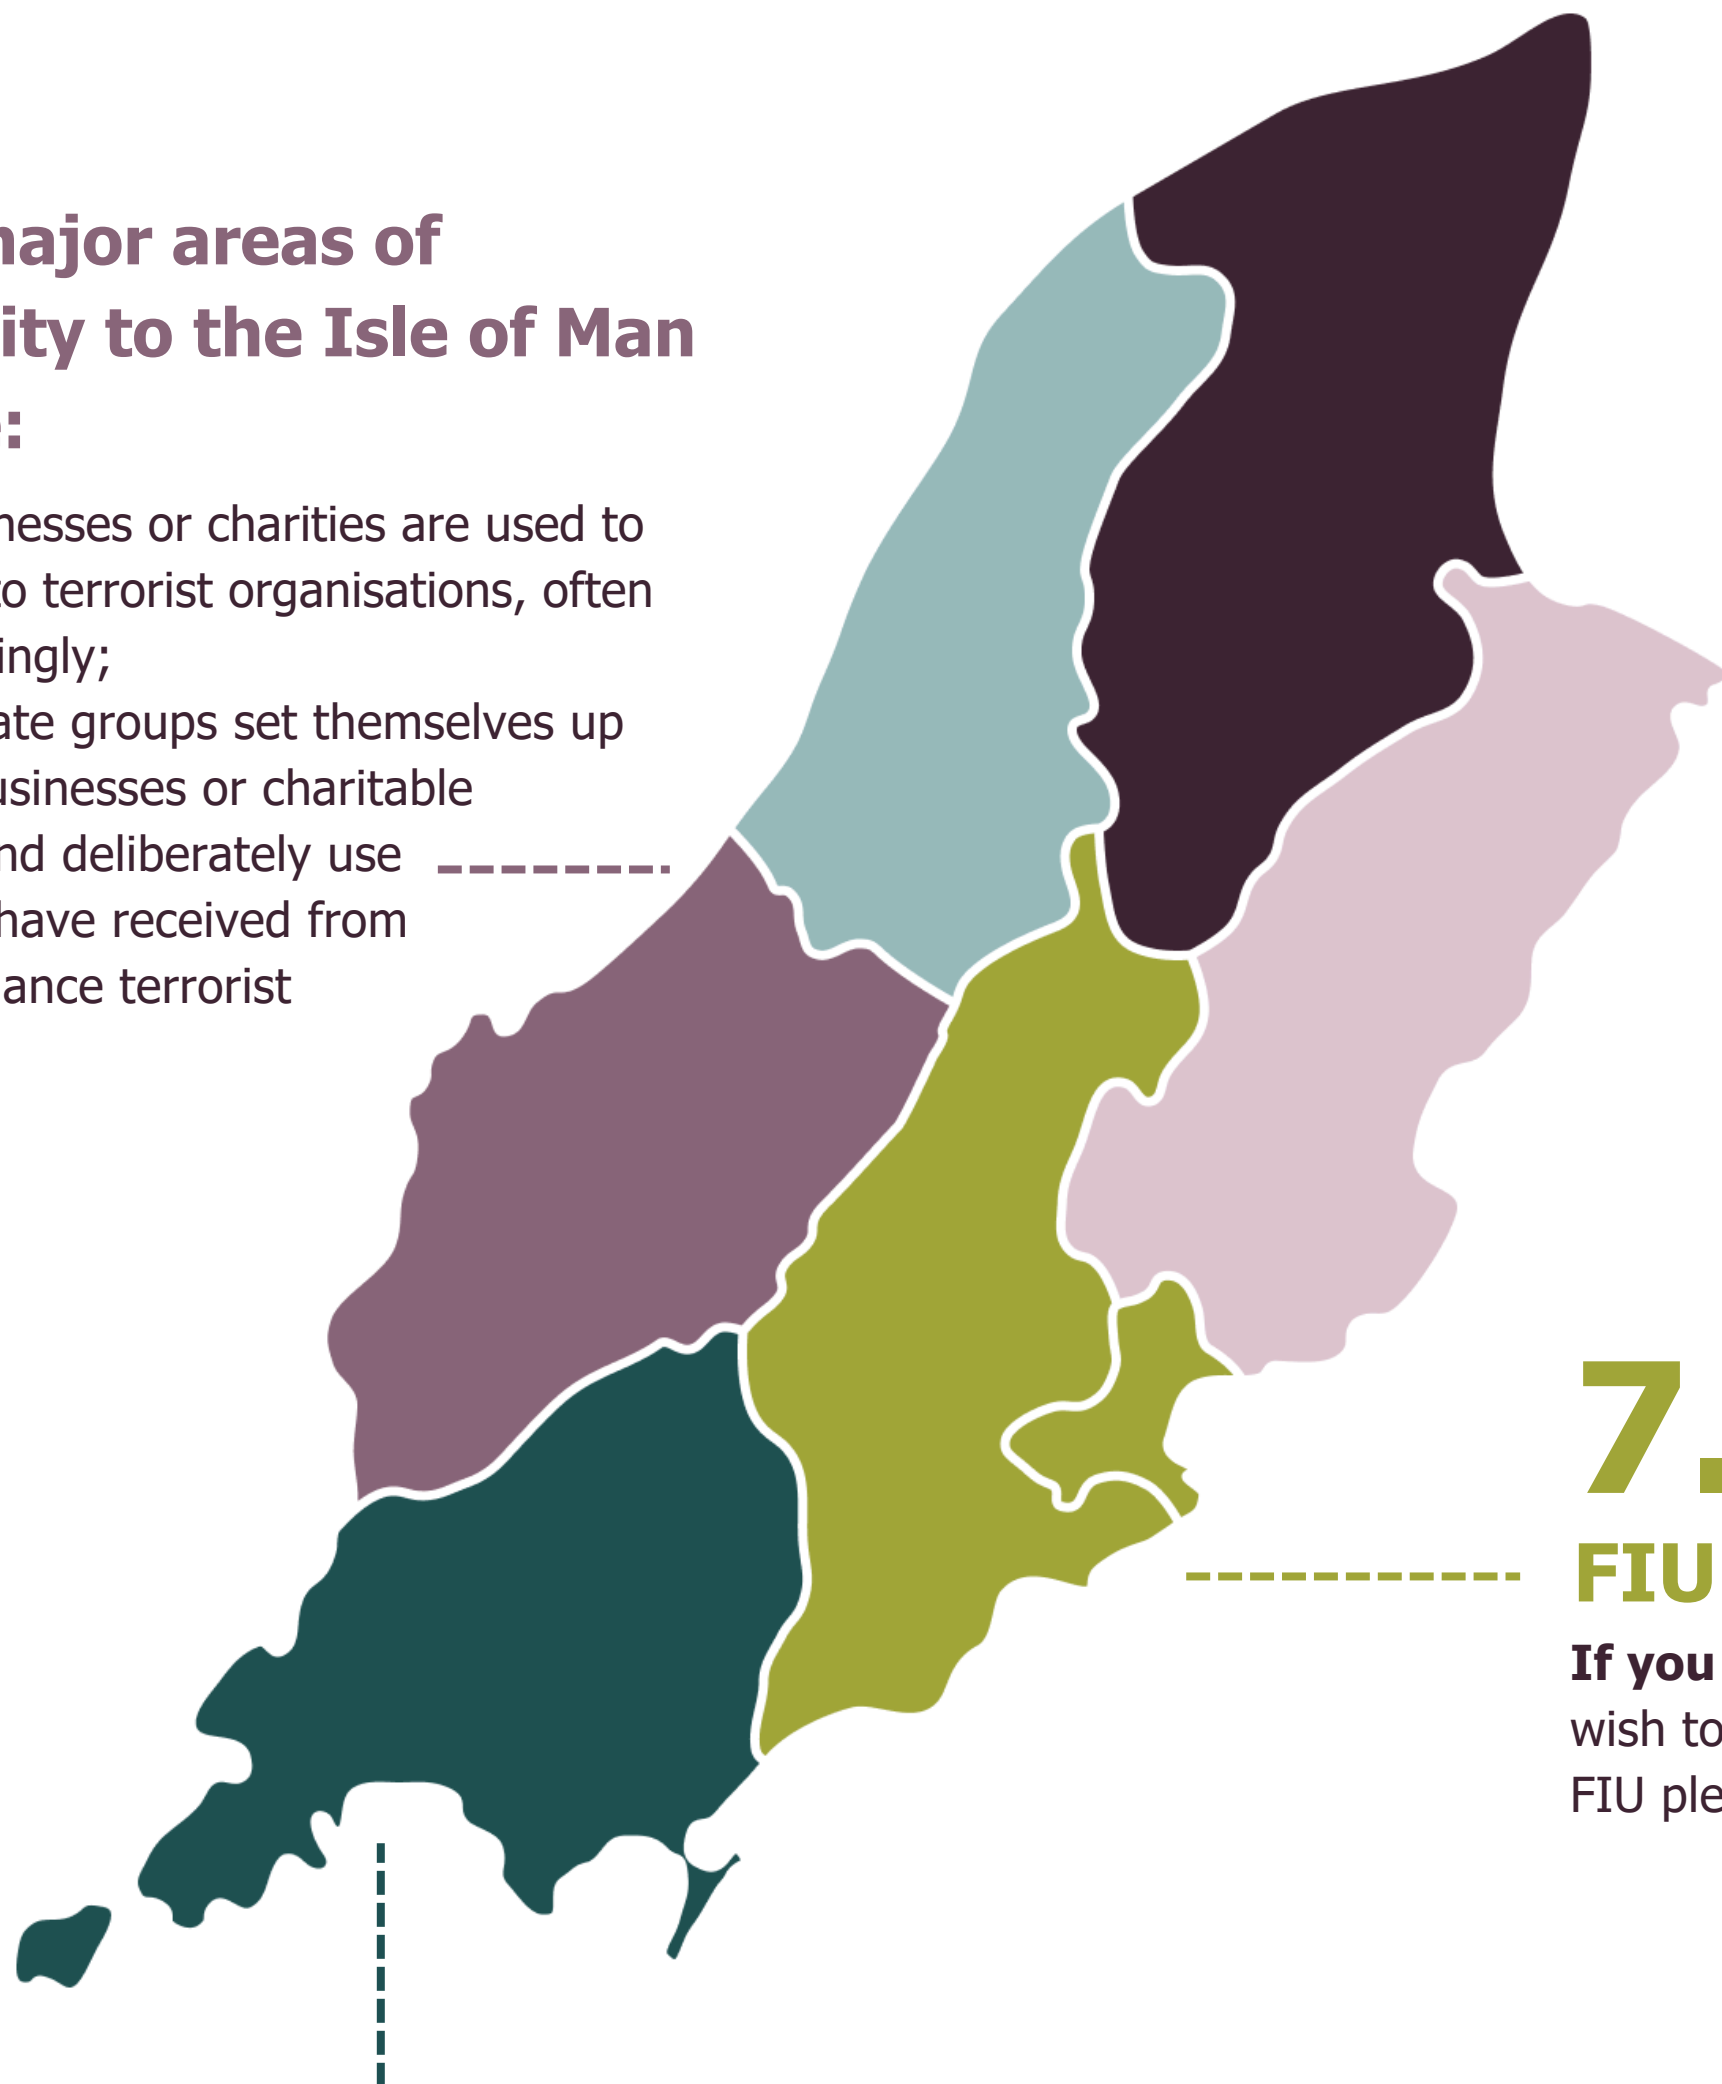 major areas of
ity to the Isle of Man
:
nesses or charities are used to
to terrorist organisations, often
ingly;
ate groups set themselves up
usinesses or charitable
nd deliberately use
have received from
ance terrorist
7.
FIU
If you
wish to
FIU ple